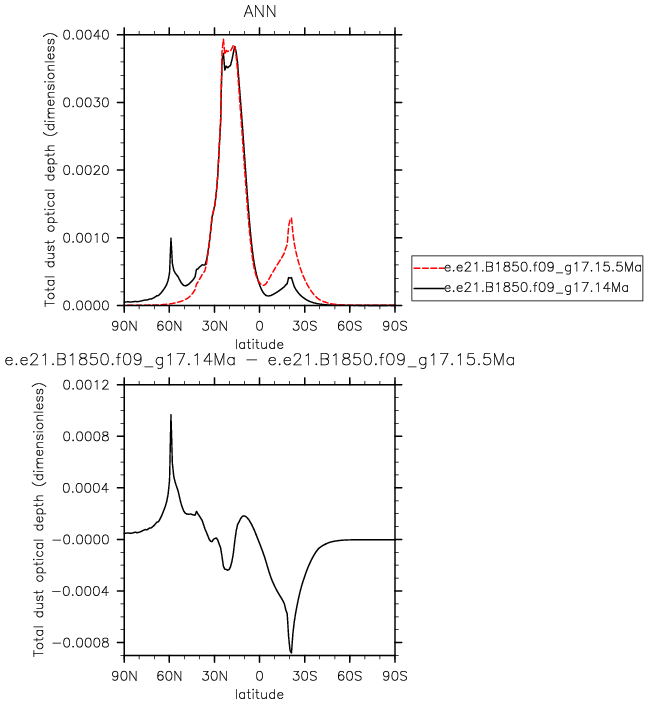 ANN
Total dust optical depth (dimensionless)
0.0040
0.0030
0.0020
0.0010
0.0000
90N 60N 30N 0 30S 60S 90S
latitude
e.e21.B1850.f09_g17.15.5Ma
e.e21.B1850.f09_g17.14Ma
e.e21.B1850.f09_g17.14Ma − e.e21.B1850.f09_g17.15.5Ma
Total dust optical depth (dimensionless)
0.0012
0.0008
0.0004
−0.0000
−0.0004
−0.0008
90N 60N 30N 0 30S 60S 90S
latitude